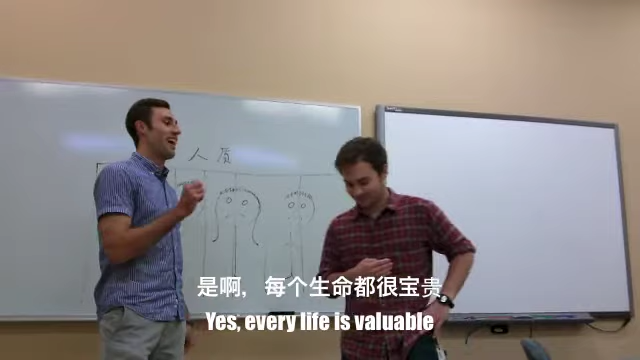 人质
是啊，每个生命都很宝贵
Yes, every life is valuable